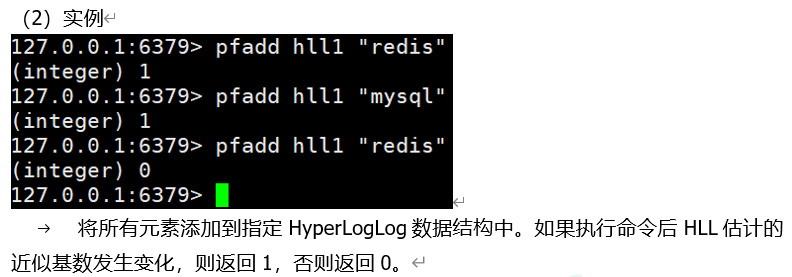 （2）实例
127.0.0.1:6379> pfadd hll1 "redis"
(integer) 1
127.0.0.1:6379> pfadd hll1 "mysql"
(integer) 1
127.0.0.1:6379> pfadd hll1 "redis"
(integer) 0
127.0.0.1:6379>
→ 将所有元素添加到指定 HyperLogLog 数据结构中。如果执行命令后 HLL 估计的
近似基数发生变化，则返回 1，否则返回 0。